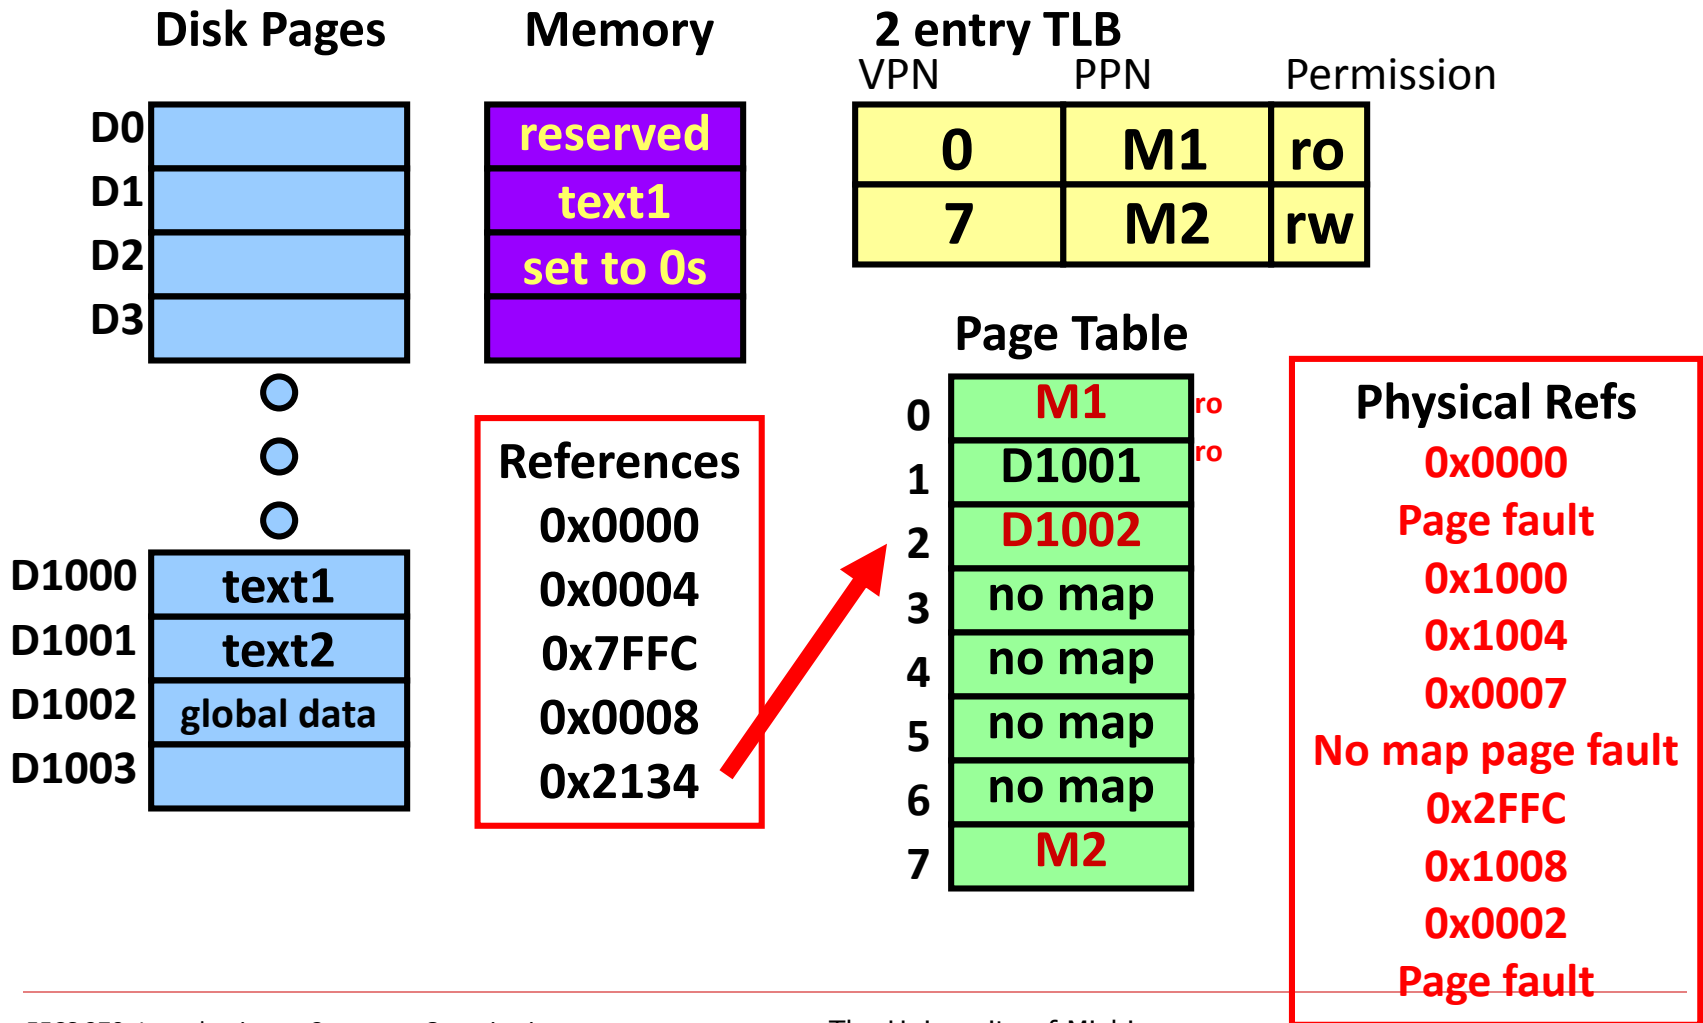 Disk Pages
D0
D1
D2
D3
D1000 text1
D1001 text2
D1002 global data
D1003
Memory
reserved
text1
set to 0s
References
0x0000
0x0004
0x7FFC
0x0008
0x2134
2 entry TLB
VPN PPN Permission
0 M1 ro
7 M2 rw
Page Table
0 M1 ro
1 D1001 ro
2 D1002
3 no map
4 no map
5 no map
6 no map
7 M2
Physical Refs
0x0000
Page fault
0x1000
0x1004
0x0007
No map page fault
0x2FFC
0x1008
0x0002
Page fault
The University of